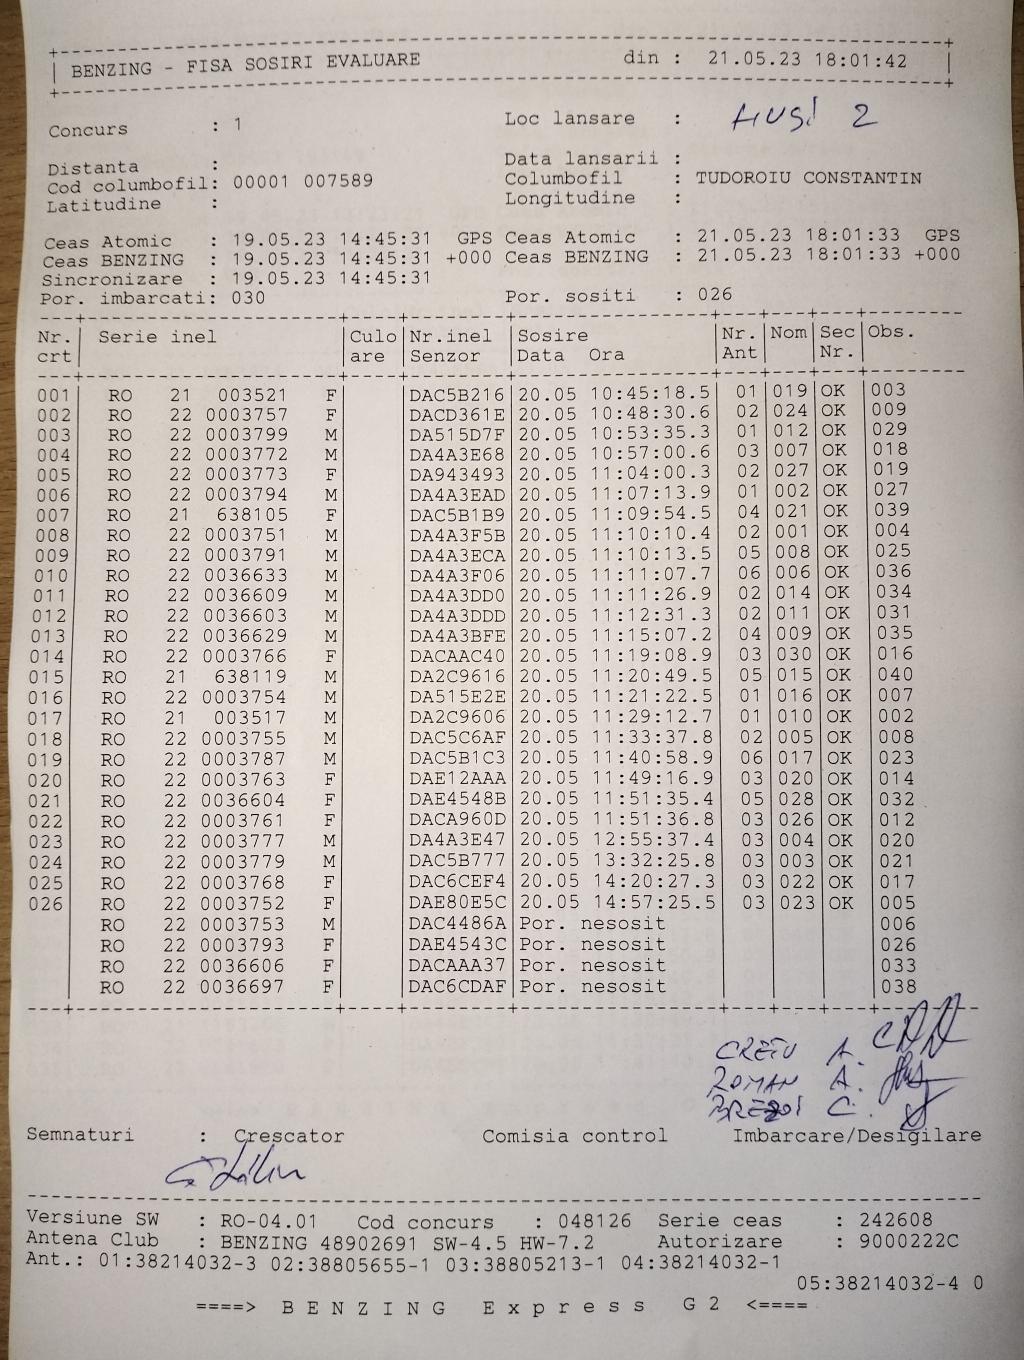 BENZING - FISA SOSIRI EVALUARE din : 21.05.23 18:01:42
Concurs : 1 Loc lansare : HUSI 2
Distanta : Data lansarii :
Cod columbofil: 00001 007589 Columbofil : TUDOROIU CONSTANTIN
Latitudine : Longitudine :
Ceas Atomic : 19.05.23 14:45:31 GPS Ceas Atomic : 21.05.23 18:01:33 GPS
Ceas BENZING : 19.05.23 14:45:31 +000 Ceas BENZING : 21.05.23 18:01:33 +000
Sincronizare : 19.05.23 14:45:31
Por. imbarcati: 030 Por. sositi : 026
Nr. Serie inel Culo Nr.inel Sosire Nr. Nom Sec Obs.
crt are Senzor Data Ora Ant Nr.
001 RO 21 003521 F DAC5B216 20.05 10:45:18.5 01 019 OK 003
002 RO 22 0003757 F DACD361E 20.05 10:48:30.6 02 024 OK 009
003 RO 22 0003799 M DA515D7F 20.05 10:53:35.3 01 012 OK 029
004 RO 22 0003772 M DA4A3E68 20.05 10:57:00.6 03 007 OK 018
005 RO 22 0003773 F DA943493 20.05 11:04:00.3 02 027 OK 019
006 RO 22 0003794 M DA4A3EAD 20.05 11:07:13.9 01 002 OK 027
007 RO 21 638105 F DAC5B1B9 20.05 11:09:54.5 04 021 OK 039
008 RO 22 0003751 M DA4A3F5B 20.05 11:10:10.4 02 001 OK 004
009 RO 22 0003791 M DA4A3ECA 20.05 11:10:13.5 05 008 OK 025
010 RO 22 0036633 M DA4A3F06 20.05 11:11:07.7 06 006 OK 036
011 RO 22 0036609 M DA4A3DD0 20.05 11:11:26.9 02 014 OK 034
012 RO 22 0036603 M DA4A3DDD 20.05 11:12:31.3 02 011 OK 031
013 RO 22 0036629 M DA4A3BFE 20.05 11:15:07.2 04 009 OK 035
014 RO 22 0003766 F DACAAC40 20.05 11:19:08.9 03 030 OK 016
015 RO 21 638119 M DA2C9616 20.05 11:20:49.5 05 015 OK 040
016 RO 22 0003754 M DA515E2E 20.05 11:21:22.5 01 016 OK 007
017 RO 21 003517 M DA2C9606 20.05 11:29:12.7 01 010 OK 002
018 RO 22 0003755 M DAC5C6AF 20.05 11:33:37.8 02 005 OK 008
019 RO 22 0003787 M DAC5B1C3 20.05 11:40:58.9 06 017 OK 023
020 RO 22 0003763 F DAE12AAA 20.05 11:49:16.9 03 020 OK 014
021 RO 22 0036604 F DAE4548B 20.05 11:51:35.4 05 028 OK 032
022 RO 22 0003761 F DACA960D 20.05 11:51:36.8 03 026 OK 012
023 RO 22 0003777 M DA4A3E47 20.05 12:55:37.4 03 004 OK 020
024 RO 22 0003779 M DAC5B777 20.05 13:32:25.8 03 003 OK 021
025 RO 22 0003768 F DAC6CEF4 20.05 14:20:27.3 03 022 OK 017
026 RO 22 0003752 F DAE80E5C 20.05 14:57:25.5 03 023 OK 005
RO 22 0003753 M DAC4486A Por. nesosit 006
RO 22 0003793 F DAE4543C Por. nesosit 026
RO 22 0036606 F DACAAA37 Por. nesosit 033
RO 22 0036697 F DAC6CDAF Por. nesosit 038
CRETU A.
ROMAN A.
BREZOI C.
Semnaturi : Crescator Comisia control Imbarcare/Desigilare
Versiune SW : RO-04.01 Cod concurs : 048126 Serie ceas : 242608
Antena Club : BENZING 48902691 SW-4.5 HW-7.2 Autorizare : 9000222C
Ant.: 01:38214032-3 02:38805655-1 03:38805213-1 04:38214032-1
05:38214032-4 0
====> BENZING Express G2 <====